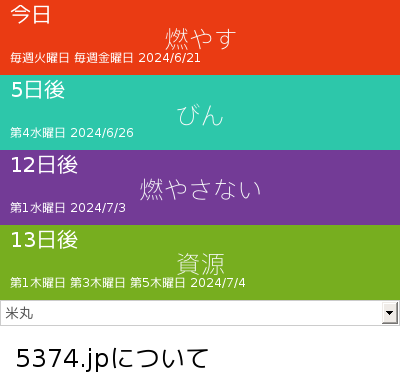 今日
燃やす
毎週火曜日 毎週金曜日 2024/6/21
5日後
びん
第4水曜日 2024/6/26
12日後
燃やさない
第1水曜日 2024/7/3
13日後
資源
第1木曜日 第3木曜日 第5木曜日 2024/7/4
米丸
5374.jpについて